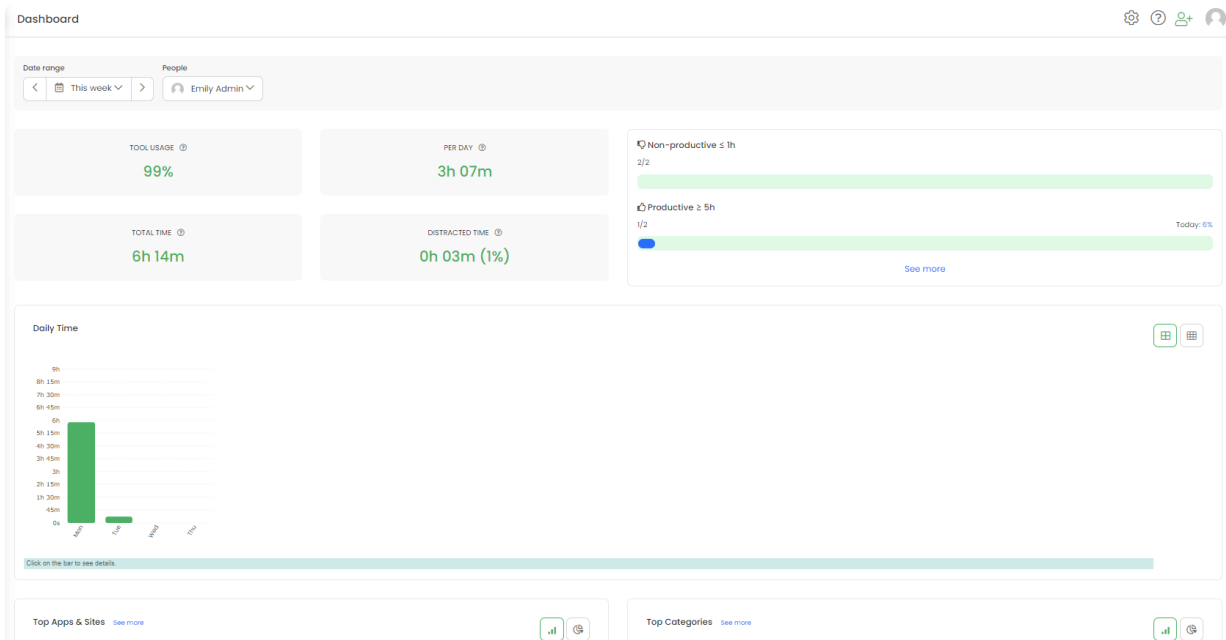 Dashboard
Date range
People
This week
Emily Admin
TOOL USAGE
99%
PER DAY
3h 07m
TOTAL TIME
6h 14m
DISTRACTED TIME
0h 03m (1%)
Non-productive ≤ 1h
2/2
Productive ≥ 5h
1/2
Today: 6%
See more
Daily Time
9h
8h 15m
7h 30m
6h 45m
6h
5h 15m
4h 30m
3h 45m
3h
2h 15m
1h 30m
45m
0s
Mon
Tue
Wed
Thu
Click on the bar to see details.
Top Apps & Sites See more
Top Categories See more